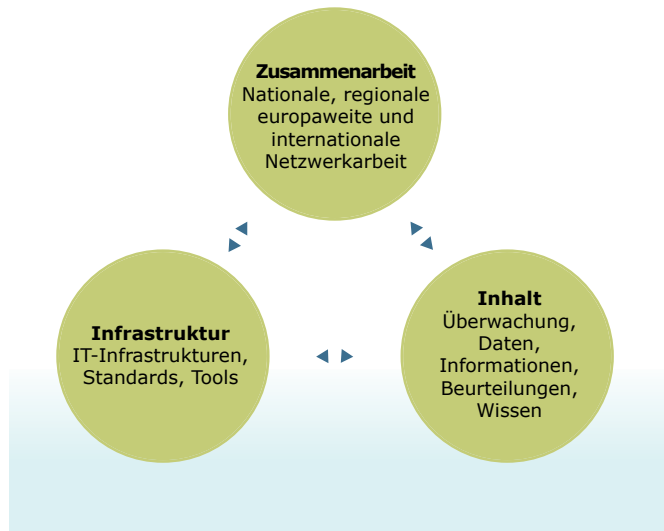 Zusammenarbeit
Nationale, regionale
europaweite und
internationale
Netzwerkarbeit
Infrastruktur
IT-Infrastrukturen,
Standards, Tools
Inhalt
Überwachung,
Daten,
Informationen,
Beurteilungen,
Wissen